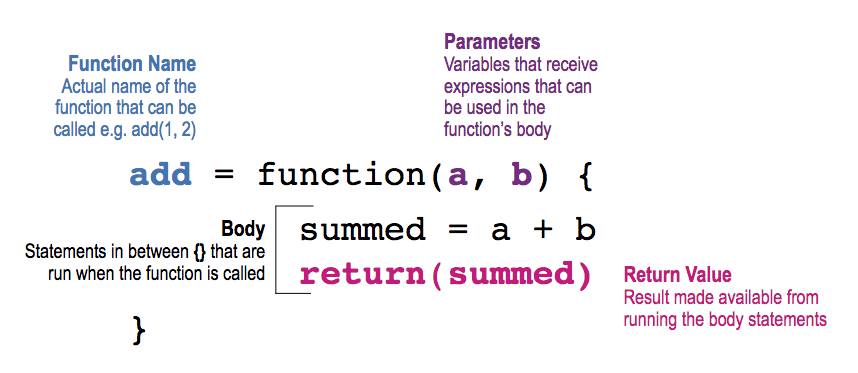 Function Name
Actual name of the
function that can be
called e.g. add(1, 2)
Parameters
Variables that receive
expressions that can
be used in the
function's body
add = function(a, b) {
Body
Statements in between {} that are
run when the function is called
summed = a + b
return(summed)
Return Value
Result made available from
running the body statements
}